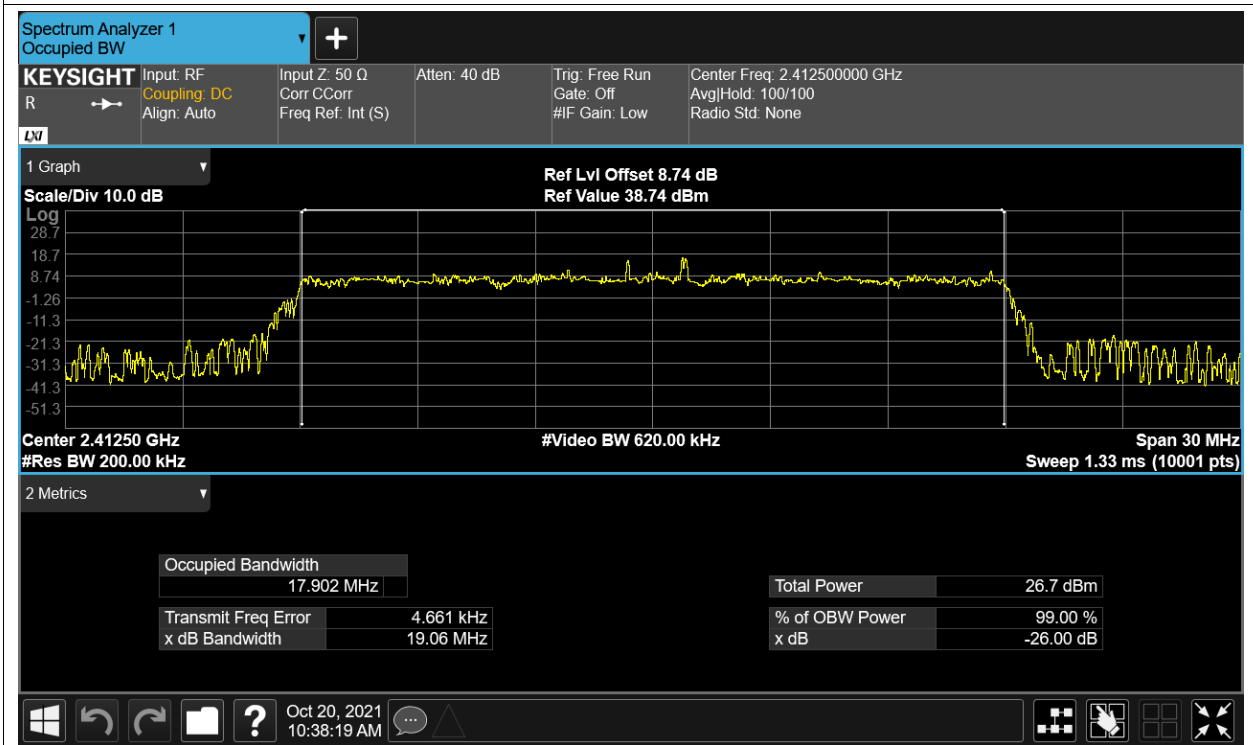 Spectrum Analyzer 1
Occupied BW
KEYSIGHT
R
LXI
Input: RF
Coupling: DC
Align: Auto
Input Z: 50 Ω
Corr CCorr
Freq Ref: Int (S)
Atten: 40 dB
Trig: Free Run
Gate: Off
#IF Gain: Low
Center Freq: 2.412500000 GHz
Avg|Hold: 100/100
Radio Std: None
1 Graph
Scale/Div 10.0 dB
Ref Lvl Offset 8.74 dB
Ref Value 38.74 dBm
Log
28.7
18.7
8.74
-1.26
-11.3
-21.3
-31.3
-41.3
-51.3
Center 2.41250 GHz
#Res BW 200.00 kHz
#Video BW 620.00 kHz
Span 30 MHz
Sweep 1.33 ms (10001 pts)
2 Metrics
Occupied Bandwidth
17.902 MHz
Transmit Freq Error 4.661 kHz
x dB Bandwidth 19.06 MHz
Total Power 26.7 dBm
% of OBW Power 99.00 %
x dB -26.00 dB
?
Oct 20, 2021
10:38:19 AM